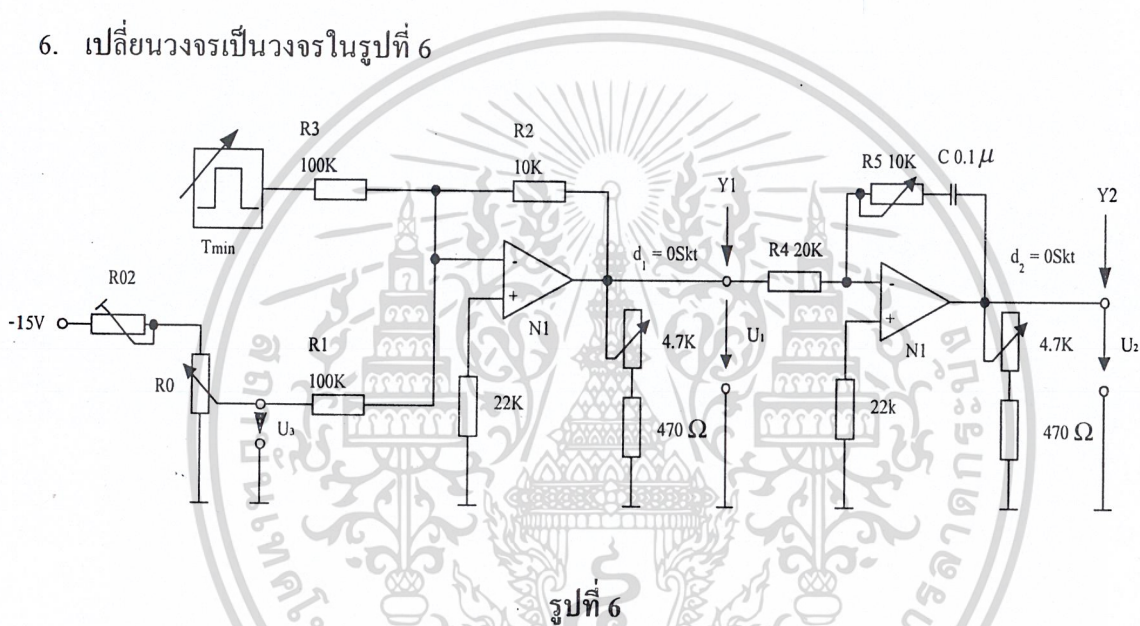 6. เปลี่ยนวงจรเป็นวงจรในรูปที่ 6
R3
100K
R2
10K
R5 10K
C 0.1 μ
Y1
Y2
Tmin
R02
-15V
R0
R1
100K
U₃
-
+
N1
22K
d₁ = 0Skt
4.7K
470 Ω
U₁
R4 20K
-
+
N1
22k
d₂ = 0Skt
4.7K
470 Ω
U₂
รูปที่ 6